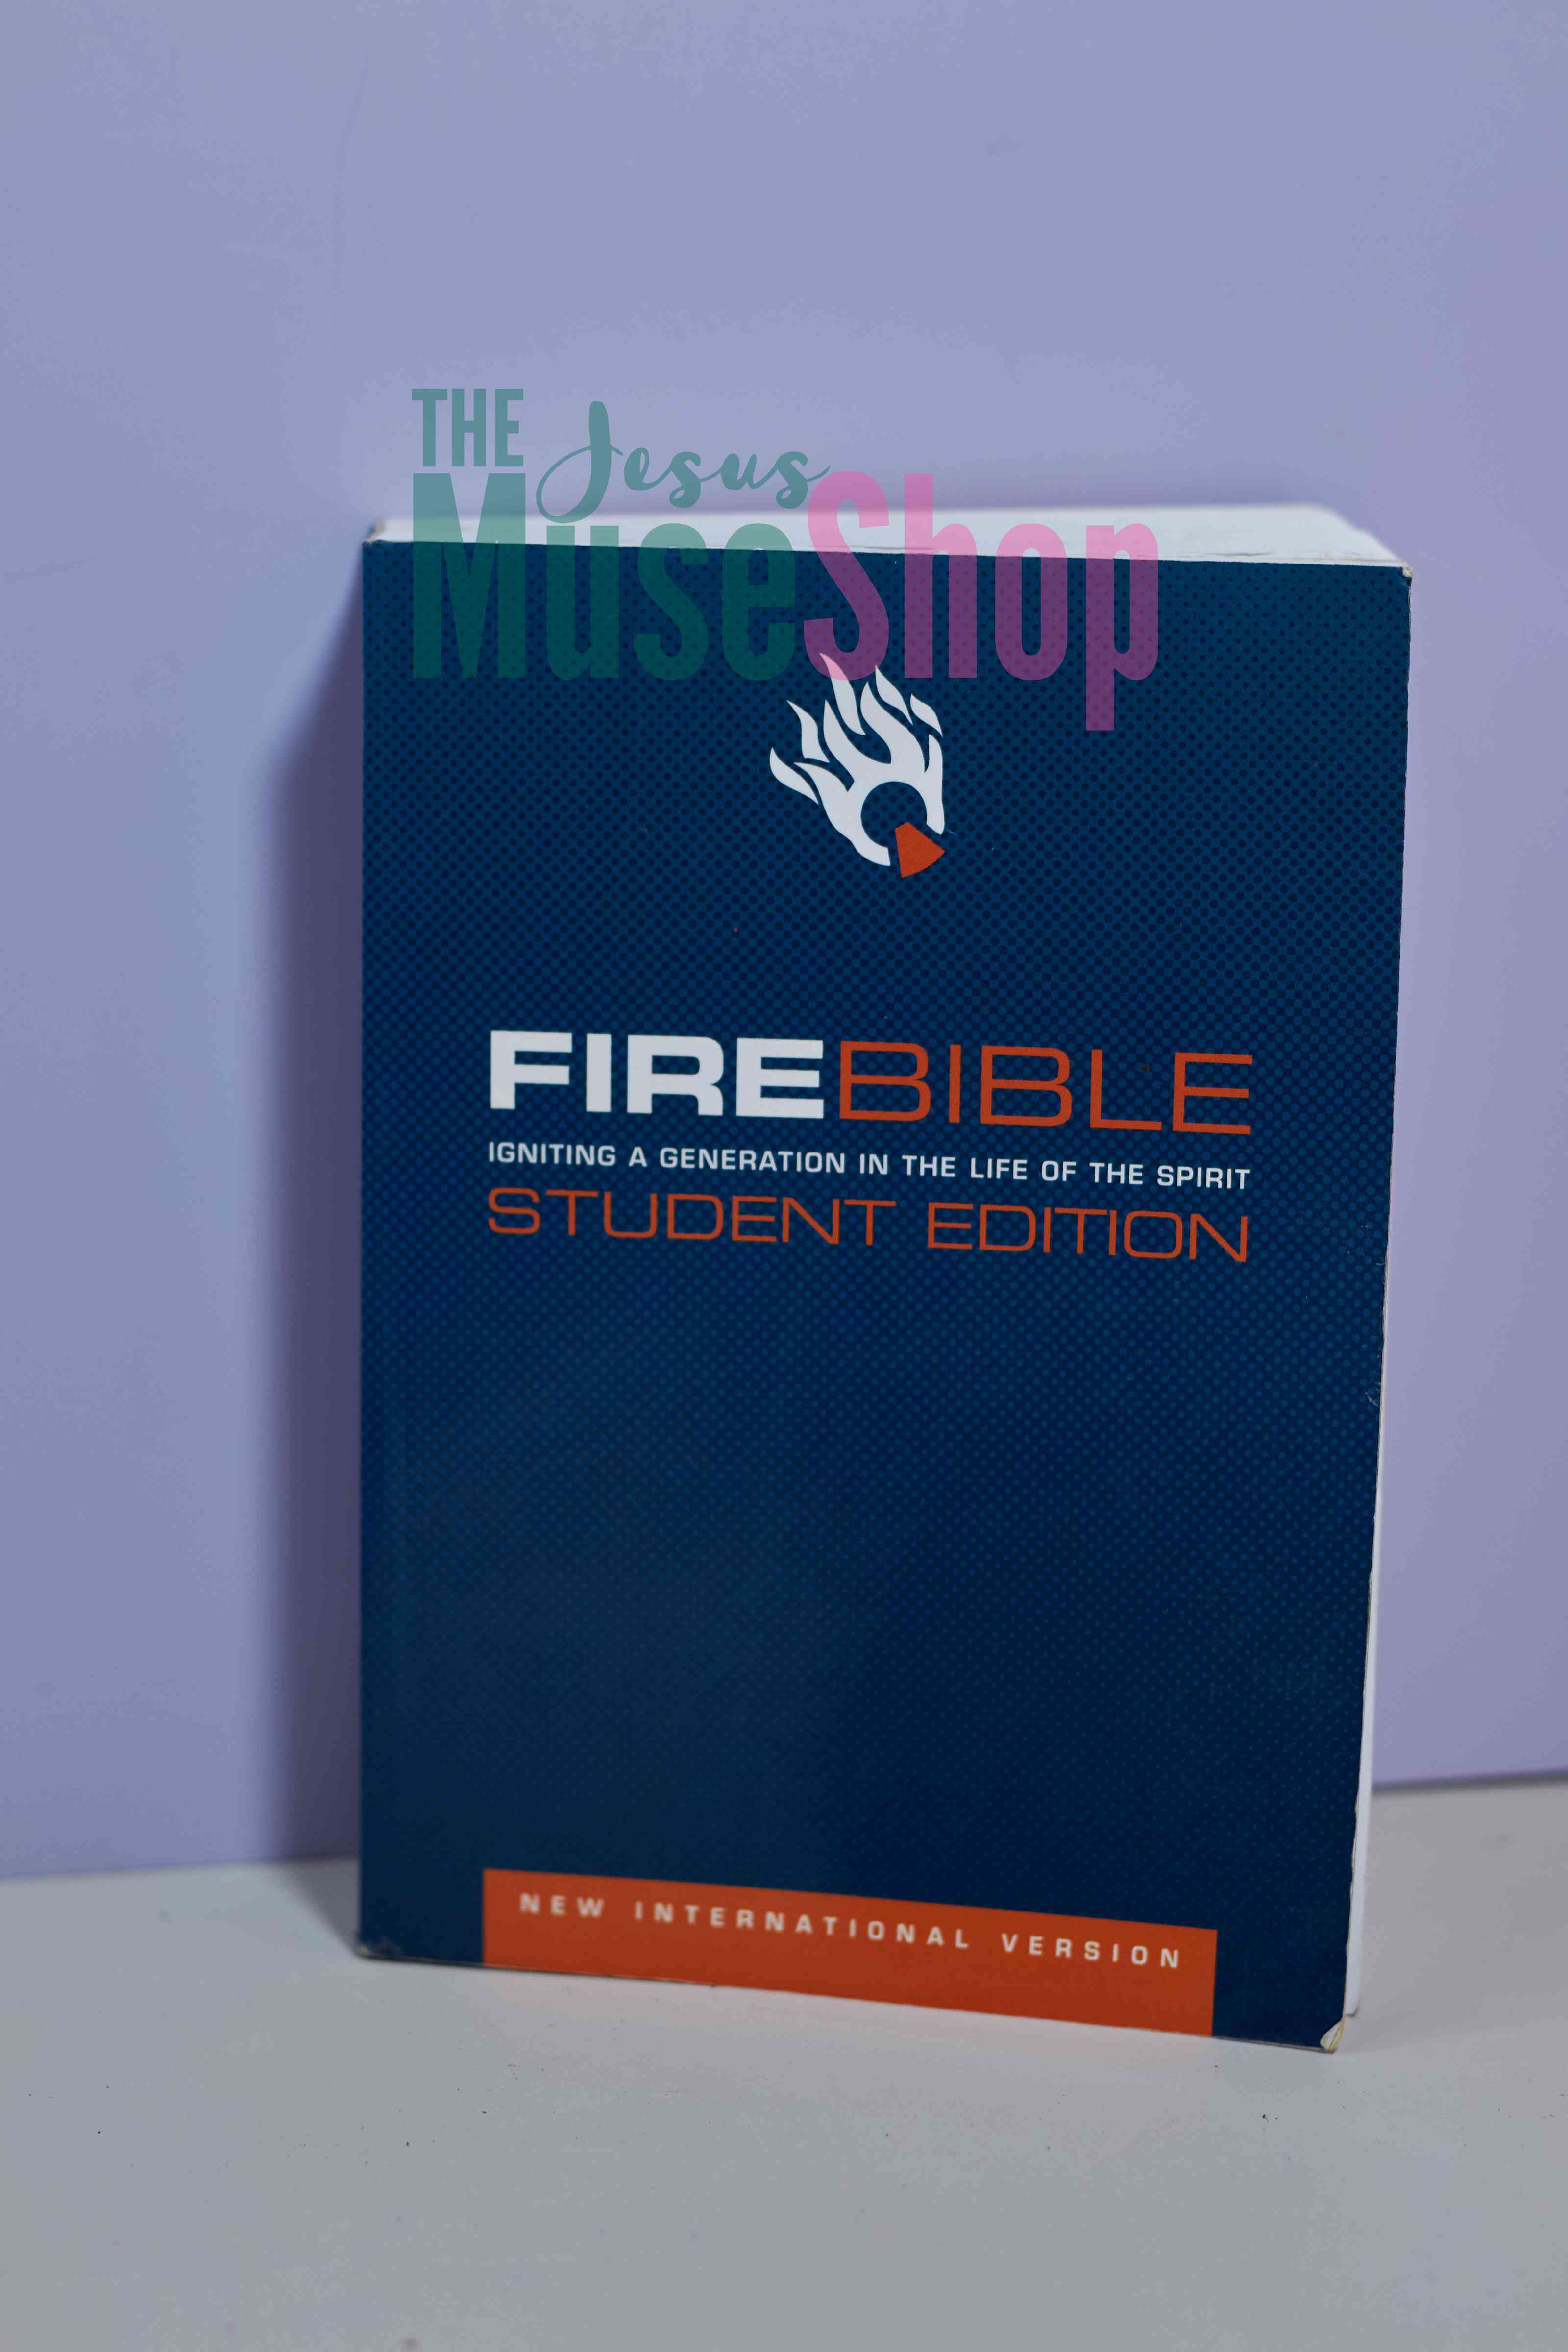 THE Jesus
MuseShop
FIREBIBLE
IGNITING A GENERATION IN THE LIFE OF THE SPIRIT
STUDENT EDITION
NEW INTERNATIONAL VERSION